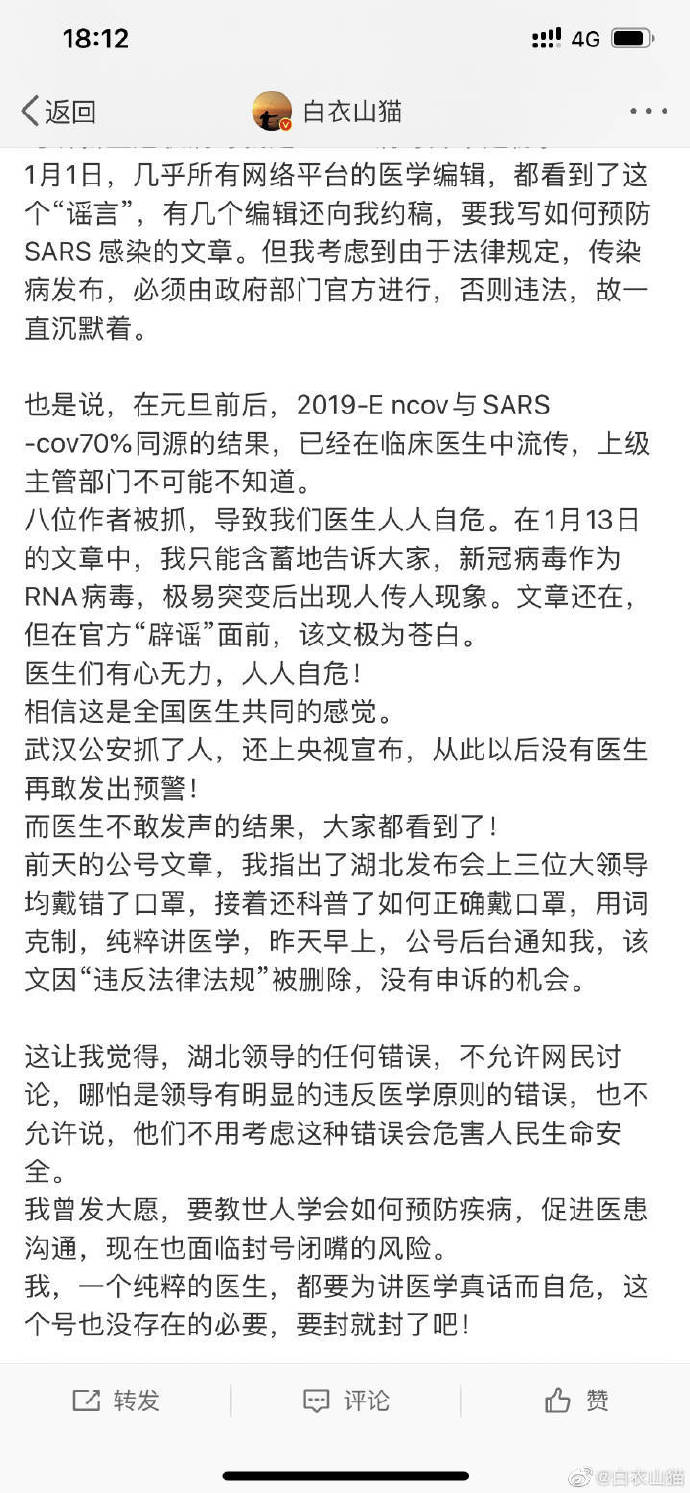 18:12
4G
返回
白衣山猫
1月1日，几乎所有网络平台的医学编辑，都看到了这
个“谣言”，有几个编辑还向我约稿，要我写如何预防
SARS 感染的文章。但我考虑到由于法律规定，传染
病发布，必须由政府部门官方进行，否则违法，故一
直沉默着。
也是说，在元旦前后，2019-E ncov与SARS
-cov70%同源的结果，已经在临床医生中流传，上级
主管部门不可能不知道。
八位作者被抓，导致我们医生人人自危。在1月13日
的文章中，我只能含蓄地告诉大家，新冠病毒作为
RNA病毒，极易突变后出现人传人现象。文章还在，
但在官方“辟谣”面前，该文极为苍白。
医生们有心无力，人人自危！
相信这是全国医生共同的感觉。
武汉公安抓了人，还上央视宣布，从此以后没有医生
再敢发出预警！
而医生不敢发声的结果，大家都看到了！
前天的公号文章，我指出了湖北发布会上三位大领导
均戴错了口罩，接着还科普了如何正确戴口罩，用词
克制，纯粹讲医学，昨天早上，公号后台通知我，该
文因“违反法律法规”被删除，没有申诉的机会。
这让我觉得，湖北领导的任何错误，不允许网民讨
论，哪怕是领导有明显的违反医学原则的错误，也不
允许说，他们不用考虑这种错误会危害人民生命安
全。
我曾发大愿，要教世人学会如何预防疾病，促进医患
沟通，现在也面临封号闭嘴的风险。
我，一个纯粹的医生，都要为讲医学真话而自危，这
个号也没存在的必要，要封就封了吧！
转发
评论
赞
@白衣山猫